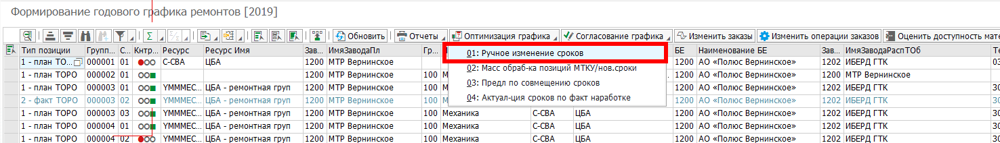 Формирование годового графика ремонтов [2019]
Σ Обновить Отчеты Оптимизация графика Согласование графика Изменить заказы Изменить операции заказов Оценить доступность мате
Тип позиции Групп... С... Кнтр... Ресурс Ресурс Имя Зав... ИмяЗаводаПл Гр... БЕ Наименование БЕ Зав... ИмяЗаводаРаспТОб Те
01: Ручное изменение сроков
02: Масс обраб-ка позиций МТКУ/нов.сроки
03: Предл по совмещению сроков
04: Актуал-ция сроков по факт наработке
1 - план ТО... 000001 01 С-СВА ЦБА 1200 МТР Вернинское 1200 АО «Полюс Вернинское» 1202 ИБЕРД ГТК 03
1 - план ТОРО 000002 01 1200 МТР Вернинское 100 1200 АО «Полюс Вернинское» 1200 МТР Вернинское
1 - план ТОРО 000003 01 YMMMEC... ЦБА - ремонтная груп 1200 МТР Вернинское 100 1200 АО «Полюс Вернинское» 1202 ИБЕРД ГТК 30
2 - факт ТОРО 000003 02 YMMMEC... ЦБА - ремонтная груп 1200 МТР Вернинское 100 1200 АО «Полюс Вернинское» 1202 ИБЕРД ГТК 30
1 - план ТОРО 000003 03 YMMMEC... ЦБА - ремонтная груп 1200 МТР Вернинское 100 Механика С-СВА ЦБА 1200 АО «Полюс Вернинское» 1202 ИБЕРД ГТК 30
1 - план ТОРО 000004 01 YMMMEC... ЦБА - ремонтная груп 1200 МТР Вернинское 100 Механика С-СВА ЦБА 1200 АО «Полюс Вернинское» 1202 ИБЕРД ГТК 30
1 - план ТОРО 000004 02 YMMMEC... ЦБА - ремонтная груп 1200 МТР Вернинское 100 Механика С-СВА ЦБА 1200 АО «Полюс Вернинское» 1202 ИБЕРД ГТК 30